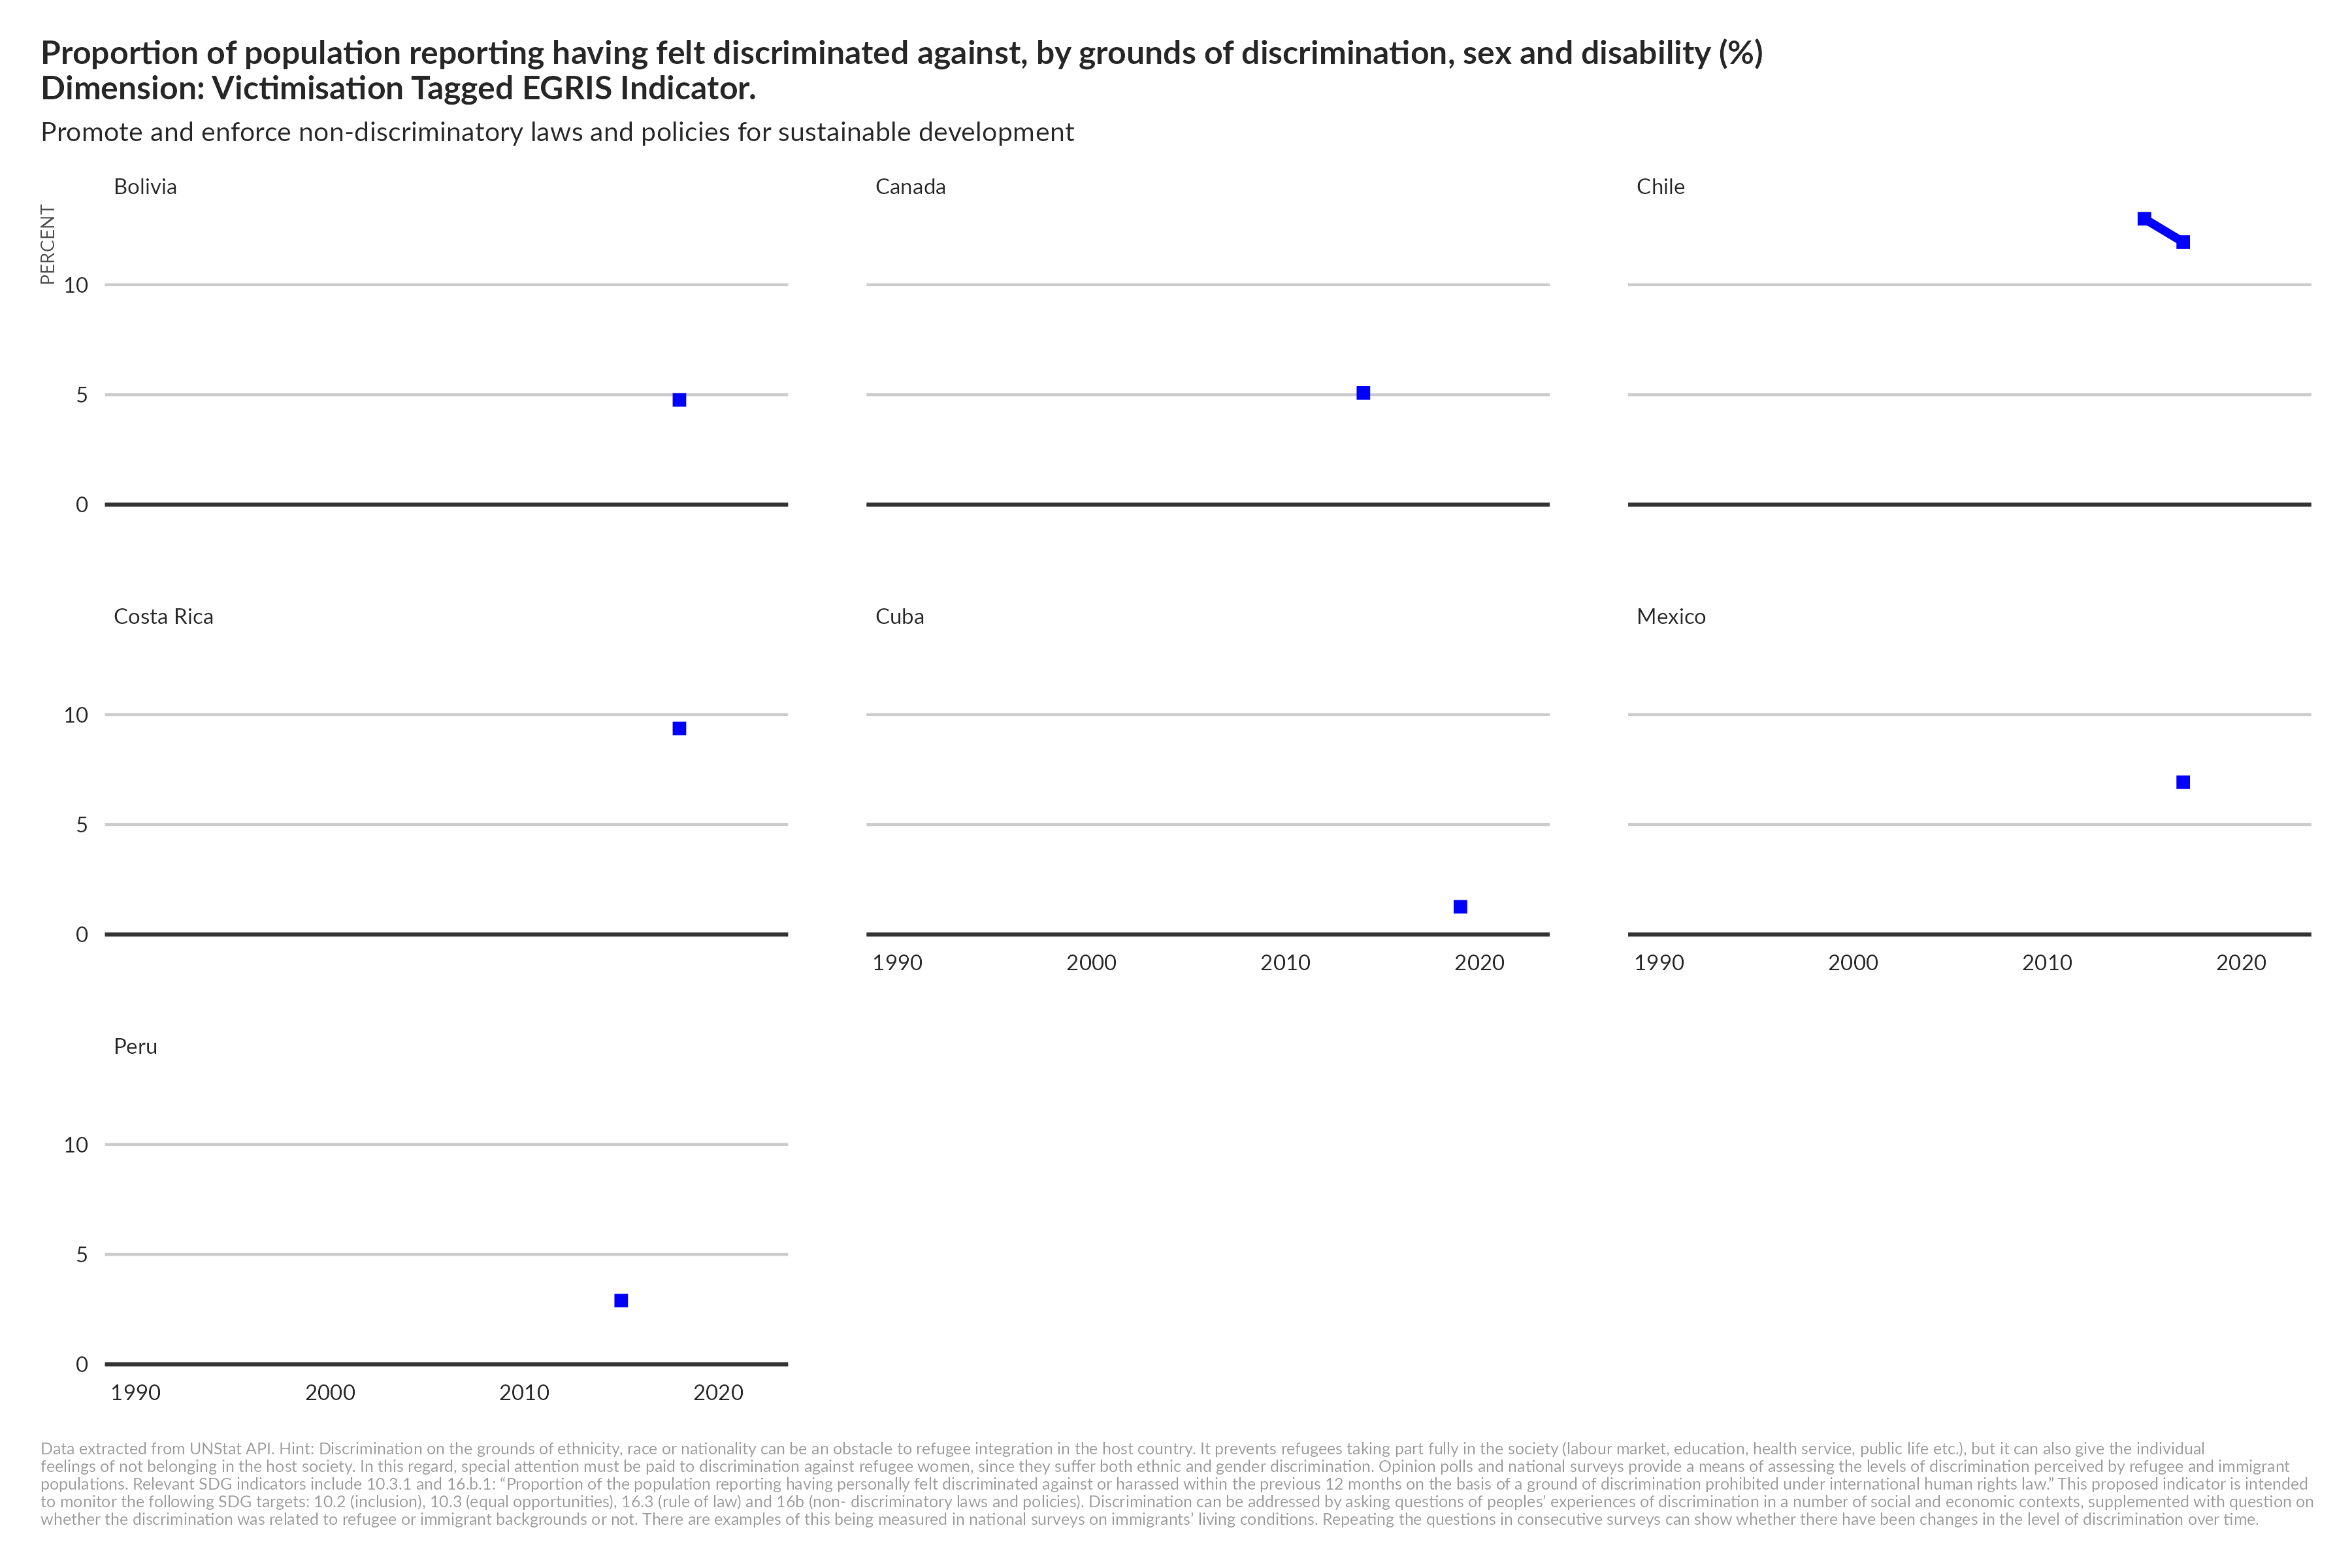 Proportion of population reporting having felt discriminated against, by grounds of discrimination, sex and disability (%)
Dimension: Victimisation Tagged EGRIS Indicator.
Promote and enforce non-discriminatory laws and policies for sustainable development
Bolivia
Canada
Chile
PERCENT
10
5
0
Costa Rica
Cuba
Mexico
10
5
0
1990 2000 2010 2020
1990 2000 2010 2020
Peru
10
5
0
1990 2000 2010 2020
Data extracted from UNStat API. Hint: Discrimination on the grounds of ethnicity, race or nationality can be an obstacle to refugee integration in the host country. It prevents refugees taking part fully in the society (labour market, education, health service, public life etc.), but it can also give the individual
feelings of not belonging in the host society. In this regard, special attention must be paid to discrimination against refugee women, since they suffer both ethnic and gender discrimination. Opinion polls and national surveys provide a means of assessing the levels of discrimination perceived by refugee and immigrant
populations. Relevant SDG indicators include 10.3.1 and 16.b.1: “Proportion of the population reporting having personally felt discriminated against or harassed within the previous 12 months on the basis of a ground of discrimination prohibited under international human rights law.” This proposed indicator is intended
to monitor the following SDG targets: 10.2 (inclusion), 10.3 (equal opportunities), 16.3 (rule of law) and 16b (non- discriminatory laws and policies). Discrimination can be addressed by asking questions of peoples’ experiences of discrimination in a number of social and economic contexts, supplemented with question on
whether the discrimination was related to refugee or immigrant backgrounds or not. There are examples of this being measured in national surveys on immigrants’ living conditions. Repeating the questions in consecutive surveys can show whether there have been changes in the level of discrimination over time.